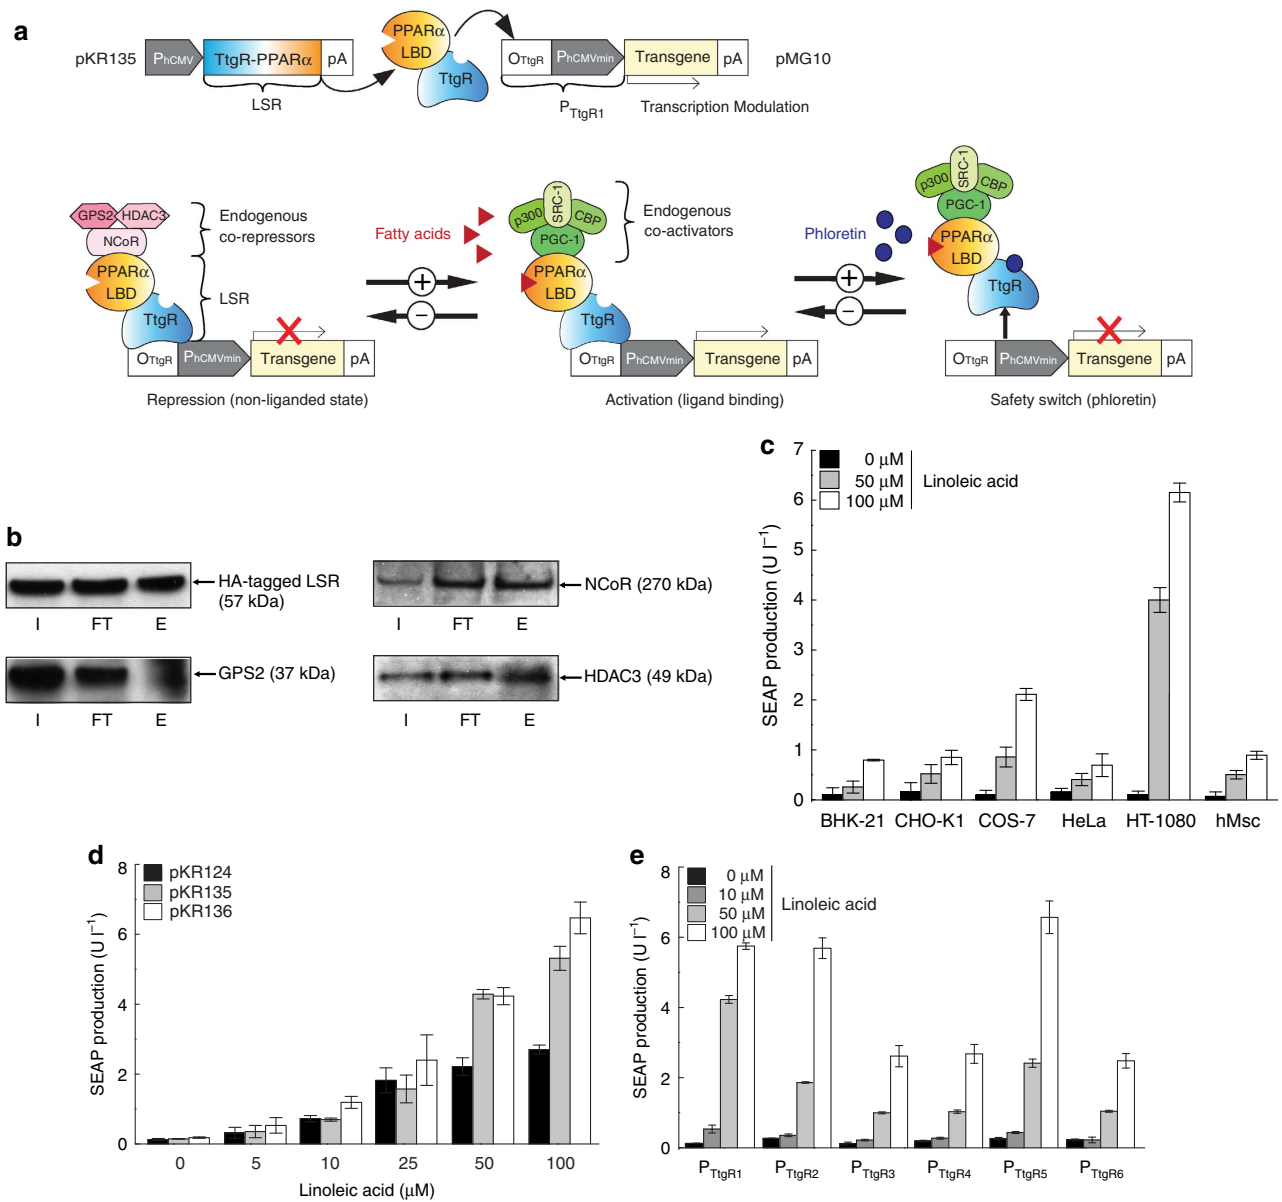 a
pKR135
PhCMV
TtgR-PPARα
pA
LSR
PPARα
LBD
TtgR
OTtgR
PhCMVmin
Transgene
pA
pMG10
PTtgR1
Transcription Modulation
GPS2
HDAC3
NCoR
PPARα
LBD
TtgR
Endogenous
co-repressors
LSR
OTtgR
PhCMVmin
Transgene
pA
Repression (non-liganded state)
Fatty acids
+
−
p300
SRC-1
CBP
PGC-1
PPARα
LBD
TtgR
Endogenous
co-activators
OTtgR
PhCMVmin
Transgene
pA
Activation (ligand binding)
Phloretin
+
−
p300
SRC-1
CBP
PGC-1
PPARα
LBD
TtgR
OTtgR
PhCMVmin
Transgene
pA
Safety switch (phloretin)
b
HA-tagged LSR
(57 kDa)
I FT E
NCoR (270 kDa)
I FT E
GPS2 (37 kDa)
I FT E
HDAC3 (49 kDa)
I FT E
c
SEAP production (U l−1)
7
6
5
4
3
2
1
0
0 µM
50 µM
100 µM
Linoleic acid
BHK-21 CHO-K1 COS-7 HeLa HT-1080 hMsc
d
SEAP production (U l−1)
8
6
4
2
0
pKR124
pKR135
pKR136
0 5 10 25 50 100
Linoleic acid (µM)
e
SEAP production (U l−1)
8
6
4
2
0
0 µM
10 µM
50 µM
100 µM
Linoleic acid
PTtgR1 PTtgR2 PTtgR3 PTtgR4 PTtgR5 PTtgR6